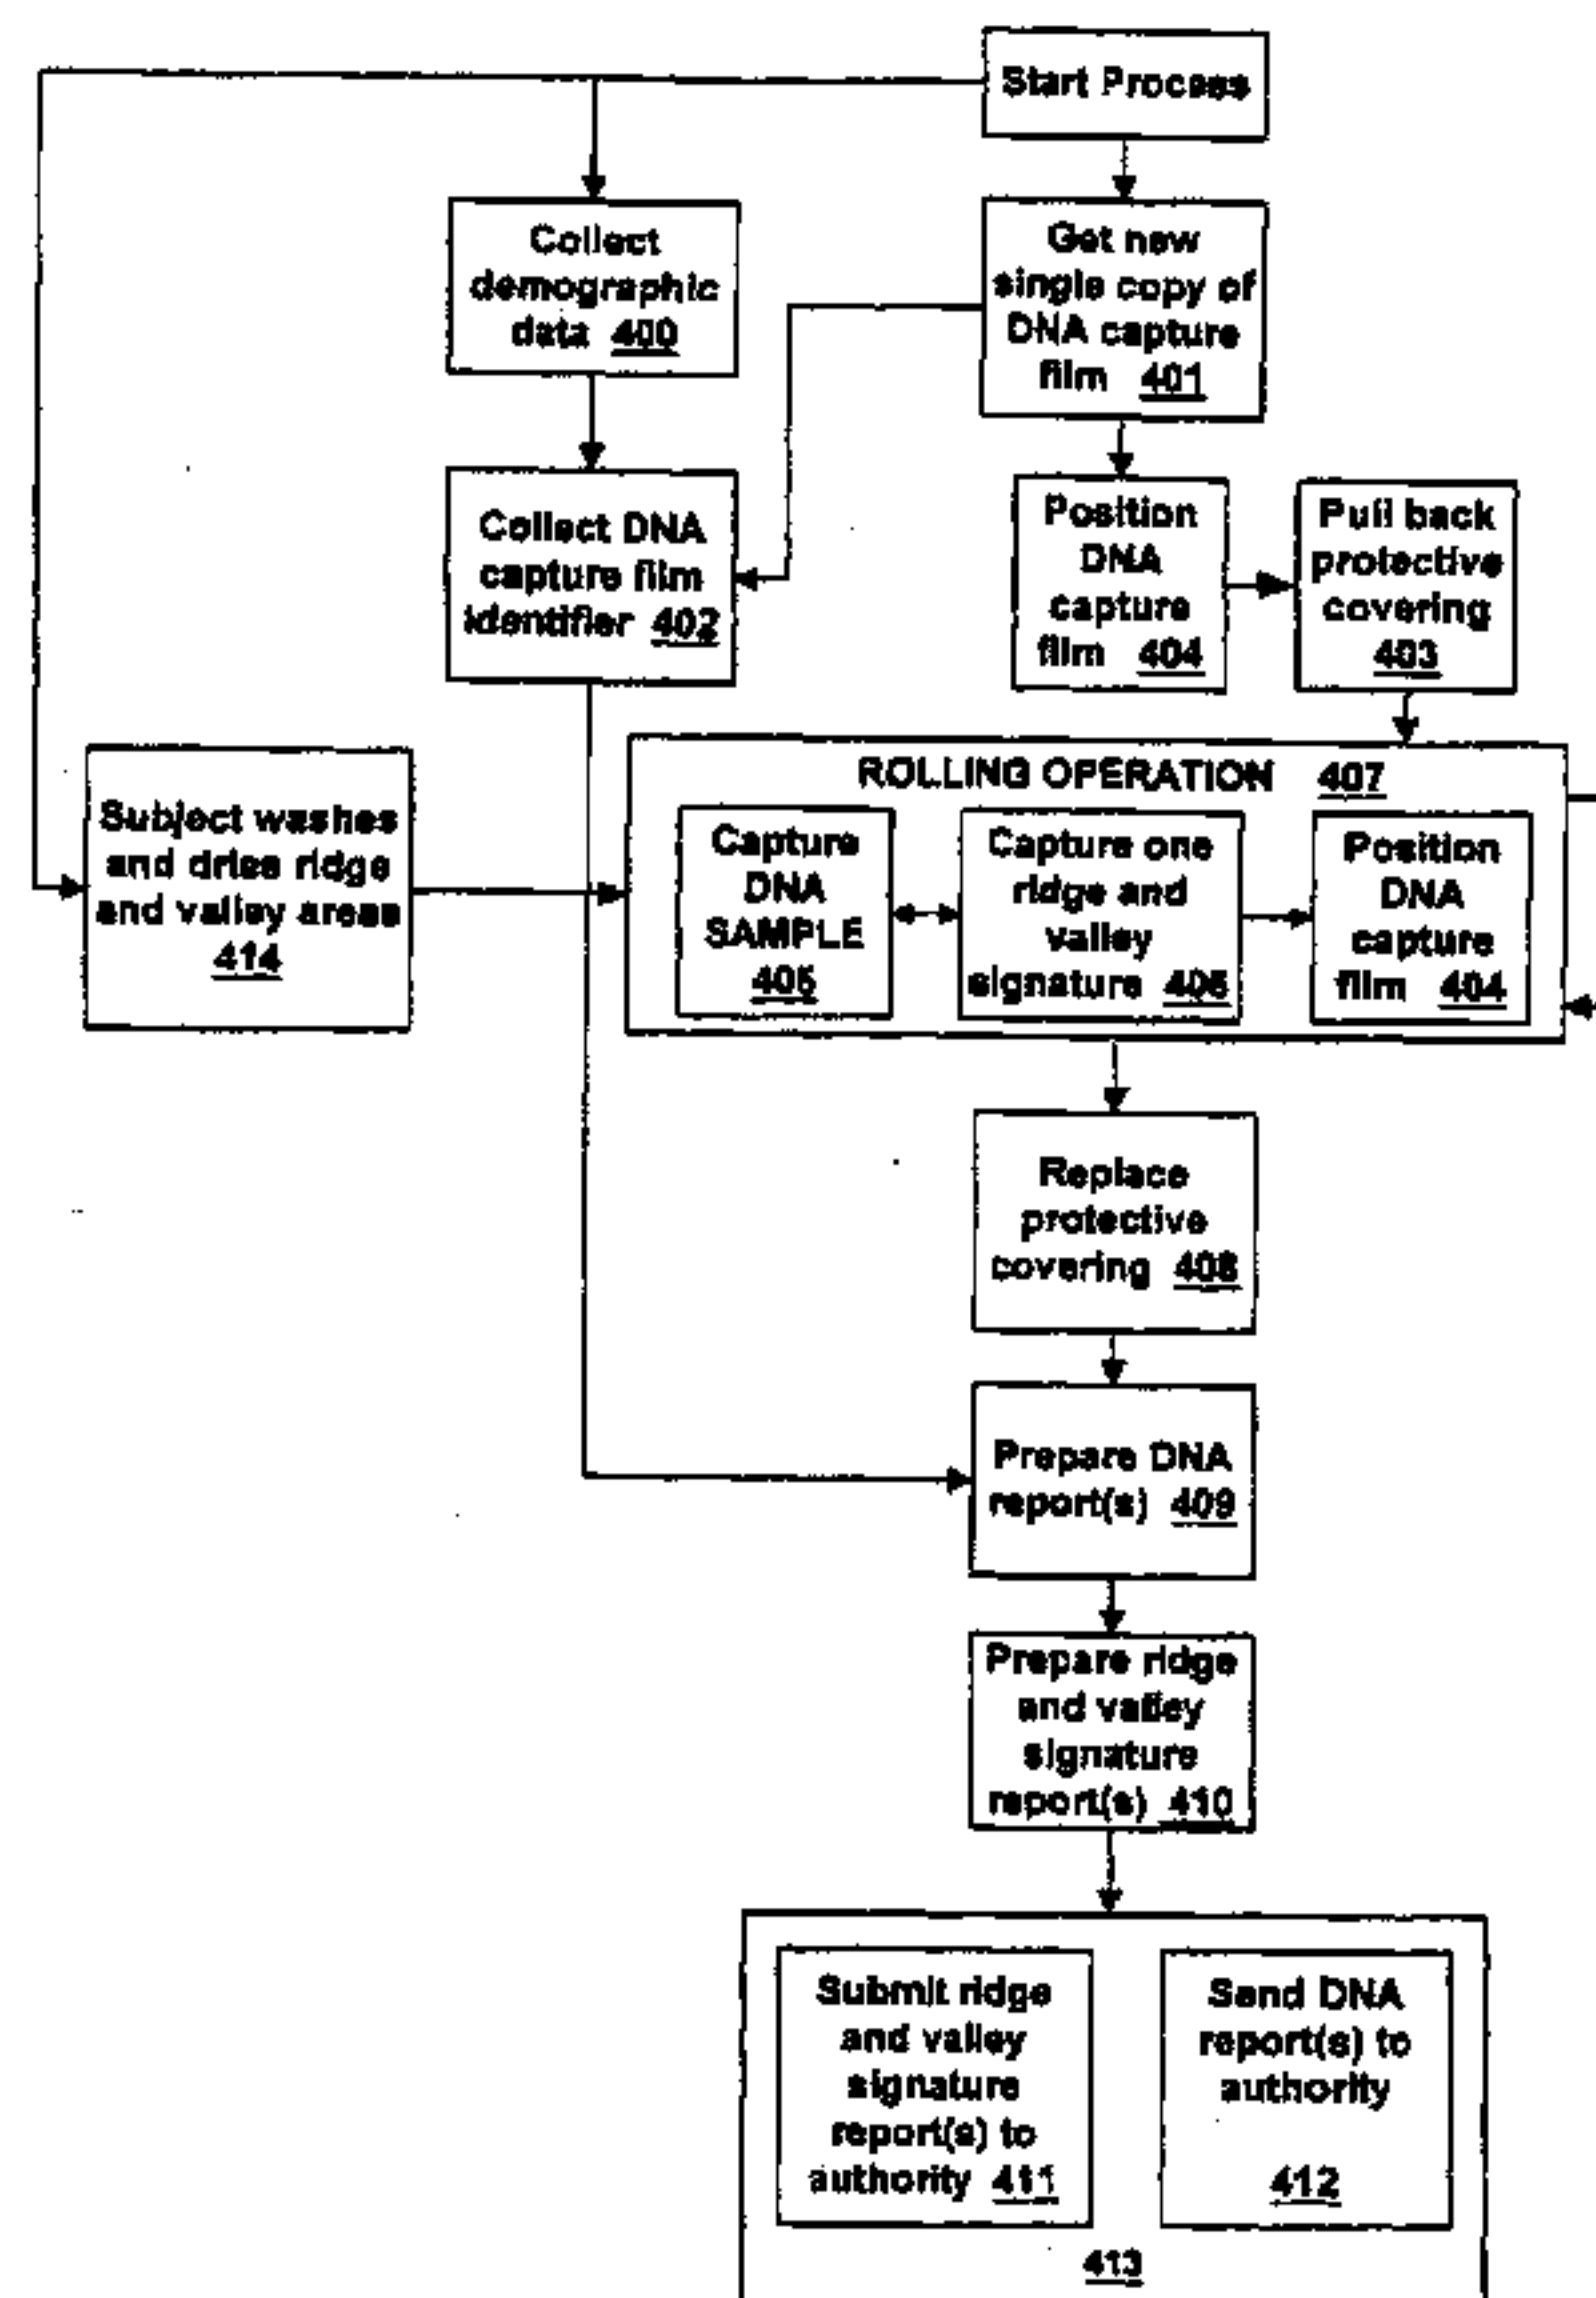 Start Process
Collect
demographic
data 400
Get new
single copy of
DNA capture
film 401
Collect DNA
capture film
identifier 402
Position
DNA
capture
film 404
Pull back
protective
covering
403
Subject washes
and dries ridge
and valley areas
414
ROLLING OPERATION 407
Capture
DNA
SAMPLE
405
Capture one
ridge and
valley
signature 406
Position
DNA
capture
film 404
Replace
protective
covering 408
Prepare DNA
report(s) 409
Prepare ridge
and valley
signature
report(s) 410
Submit ridge
and valley
signature
report(s) to
authority 411
Send DNA
report(s) to
authority
412
413